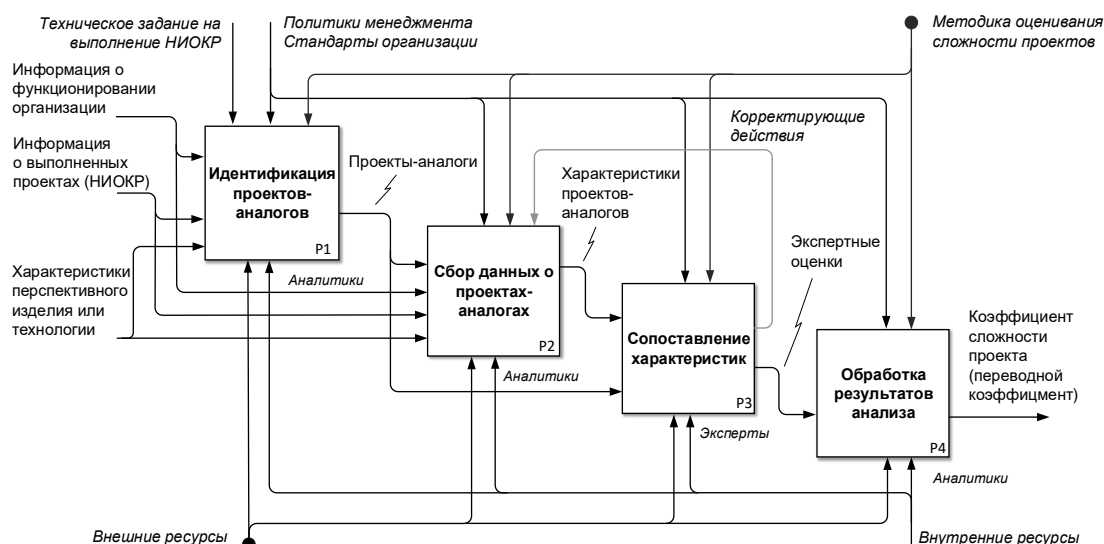 Техническое задание на
выполнение НИОКР
Политики менеджмента
Стандарты организации
Методика оценивания
сложности проектов
Информация о
функционировании
организации
Информация
о выполненных
проектах (НИОКР)
Характеристики
перспективного
изделия или
технологии
Идентификация
проектов-
аналогов
P1
Аналитики
Проекты-аналоги
Сбор данных о
проектах-
аналогах
P2
Аналитики
Характеристики
проектов-
аналогов
Корректирующие
действия
Сопоставление
характеристик
P3
Эксперты
Экспертные
оценки
Обработка
результатов
анализа
P4
Аналитики
Коэффициент
сложности
проекта
(переводной
коэффицмент)
Внешние ресурсы
Внутренние ресурсы